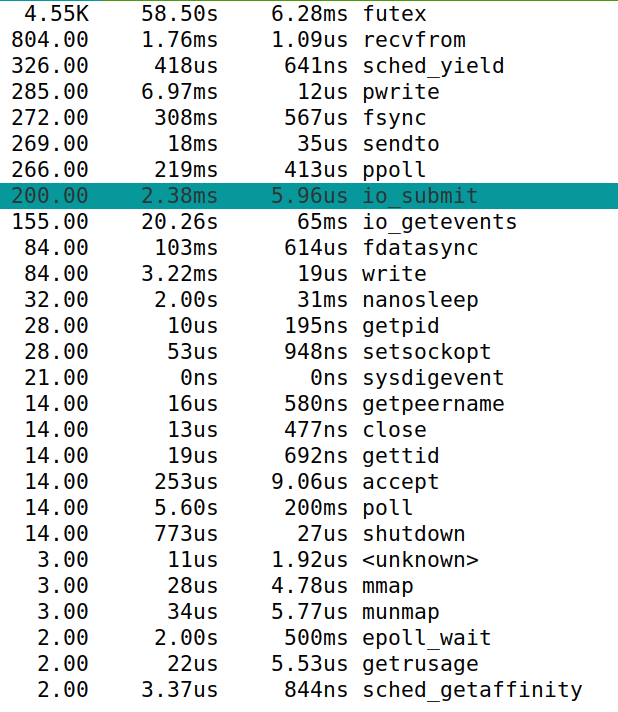 4.55K 58.50s 6.28ms futex
804.00 1.76ms 1.09us recvfrom
326.00 418us 641ns sched_yield
285.00 6.97ms 12us pwrite
272.00 308ms 567us fsync
269.00 18ms 35us sendto
266.00 219ms 413us ppoll
200.00 2.38ms 5.96us io_submit
155.00 20.26s 65ms io_getevents
84.00 103ms 614us fdatasync
84.00 3.22ms 19us write
32.00 2.00s 31ms nanosleep
28.00 10us 195ns getpid
28.00 53us 948ns setsockopt
21.00 0ns 0ns sysdigevent
14.00 16us 580ns getpeername
14.00 13us 477ns close
14.00 19us 692ns gettid
14.00 253us 9.06us accept
14.00 5.60s 200ms poll
14.00 773us 27us shutdown
3.00 11us 1.92us <unknown>
3.00 28us 4.78us mmap
3.00 34us 5.77us munmap
2.00 2.00s 500ms epoll_wait
2.00 22us 5.53us getrusage
2.00 3.37us 844ns sched_getaffinity